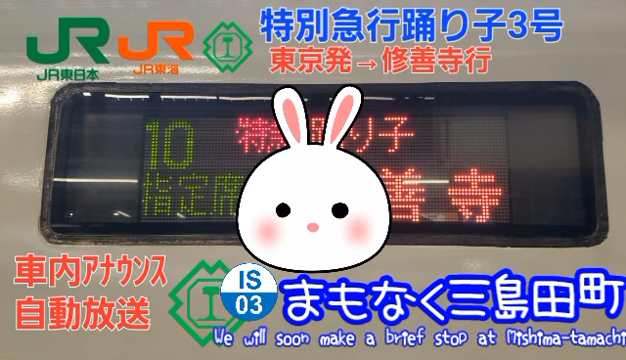 JR JR 特別急行踊り子3号
JR東日本 JR東海 東京発→修善寺行
10 特 り子
指定席 善寺
車内ｱﾅｳﾝｽ
自動放送
IS
03
まもなく三島田町
We will soon make a brief stop at Mishima-tamachi